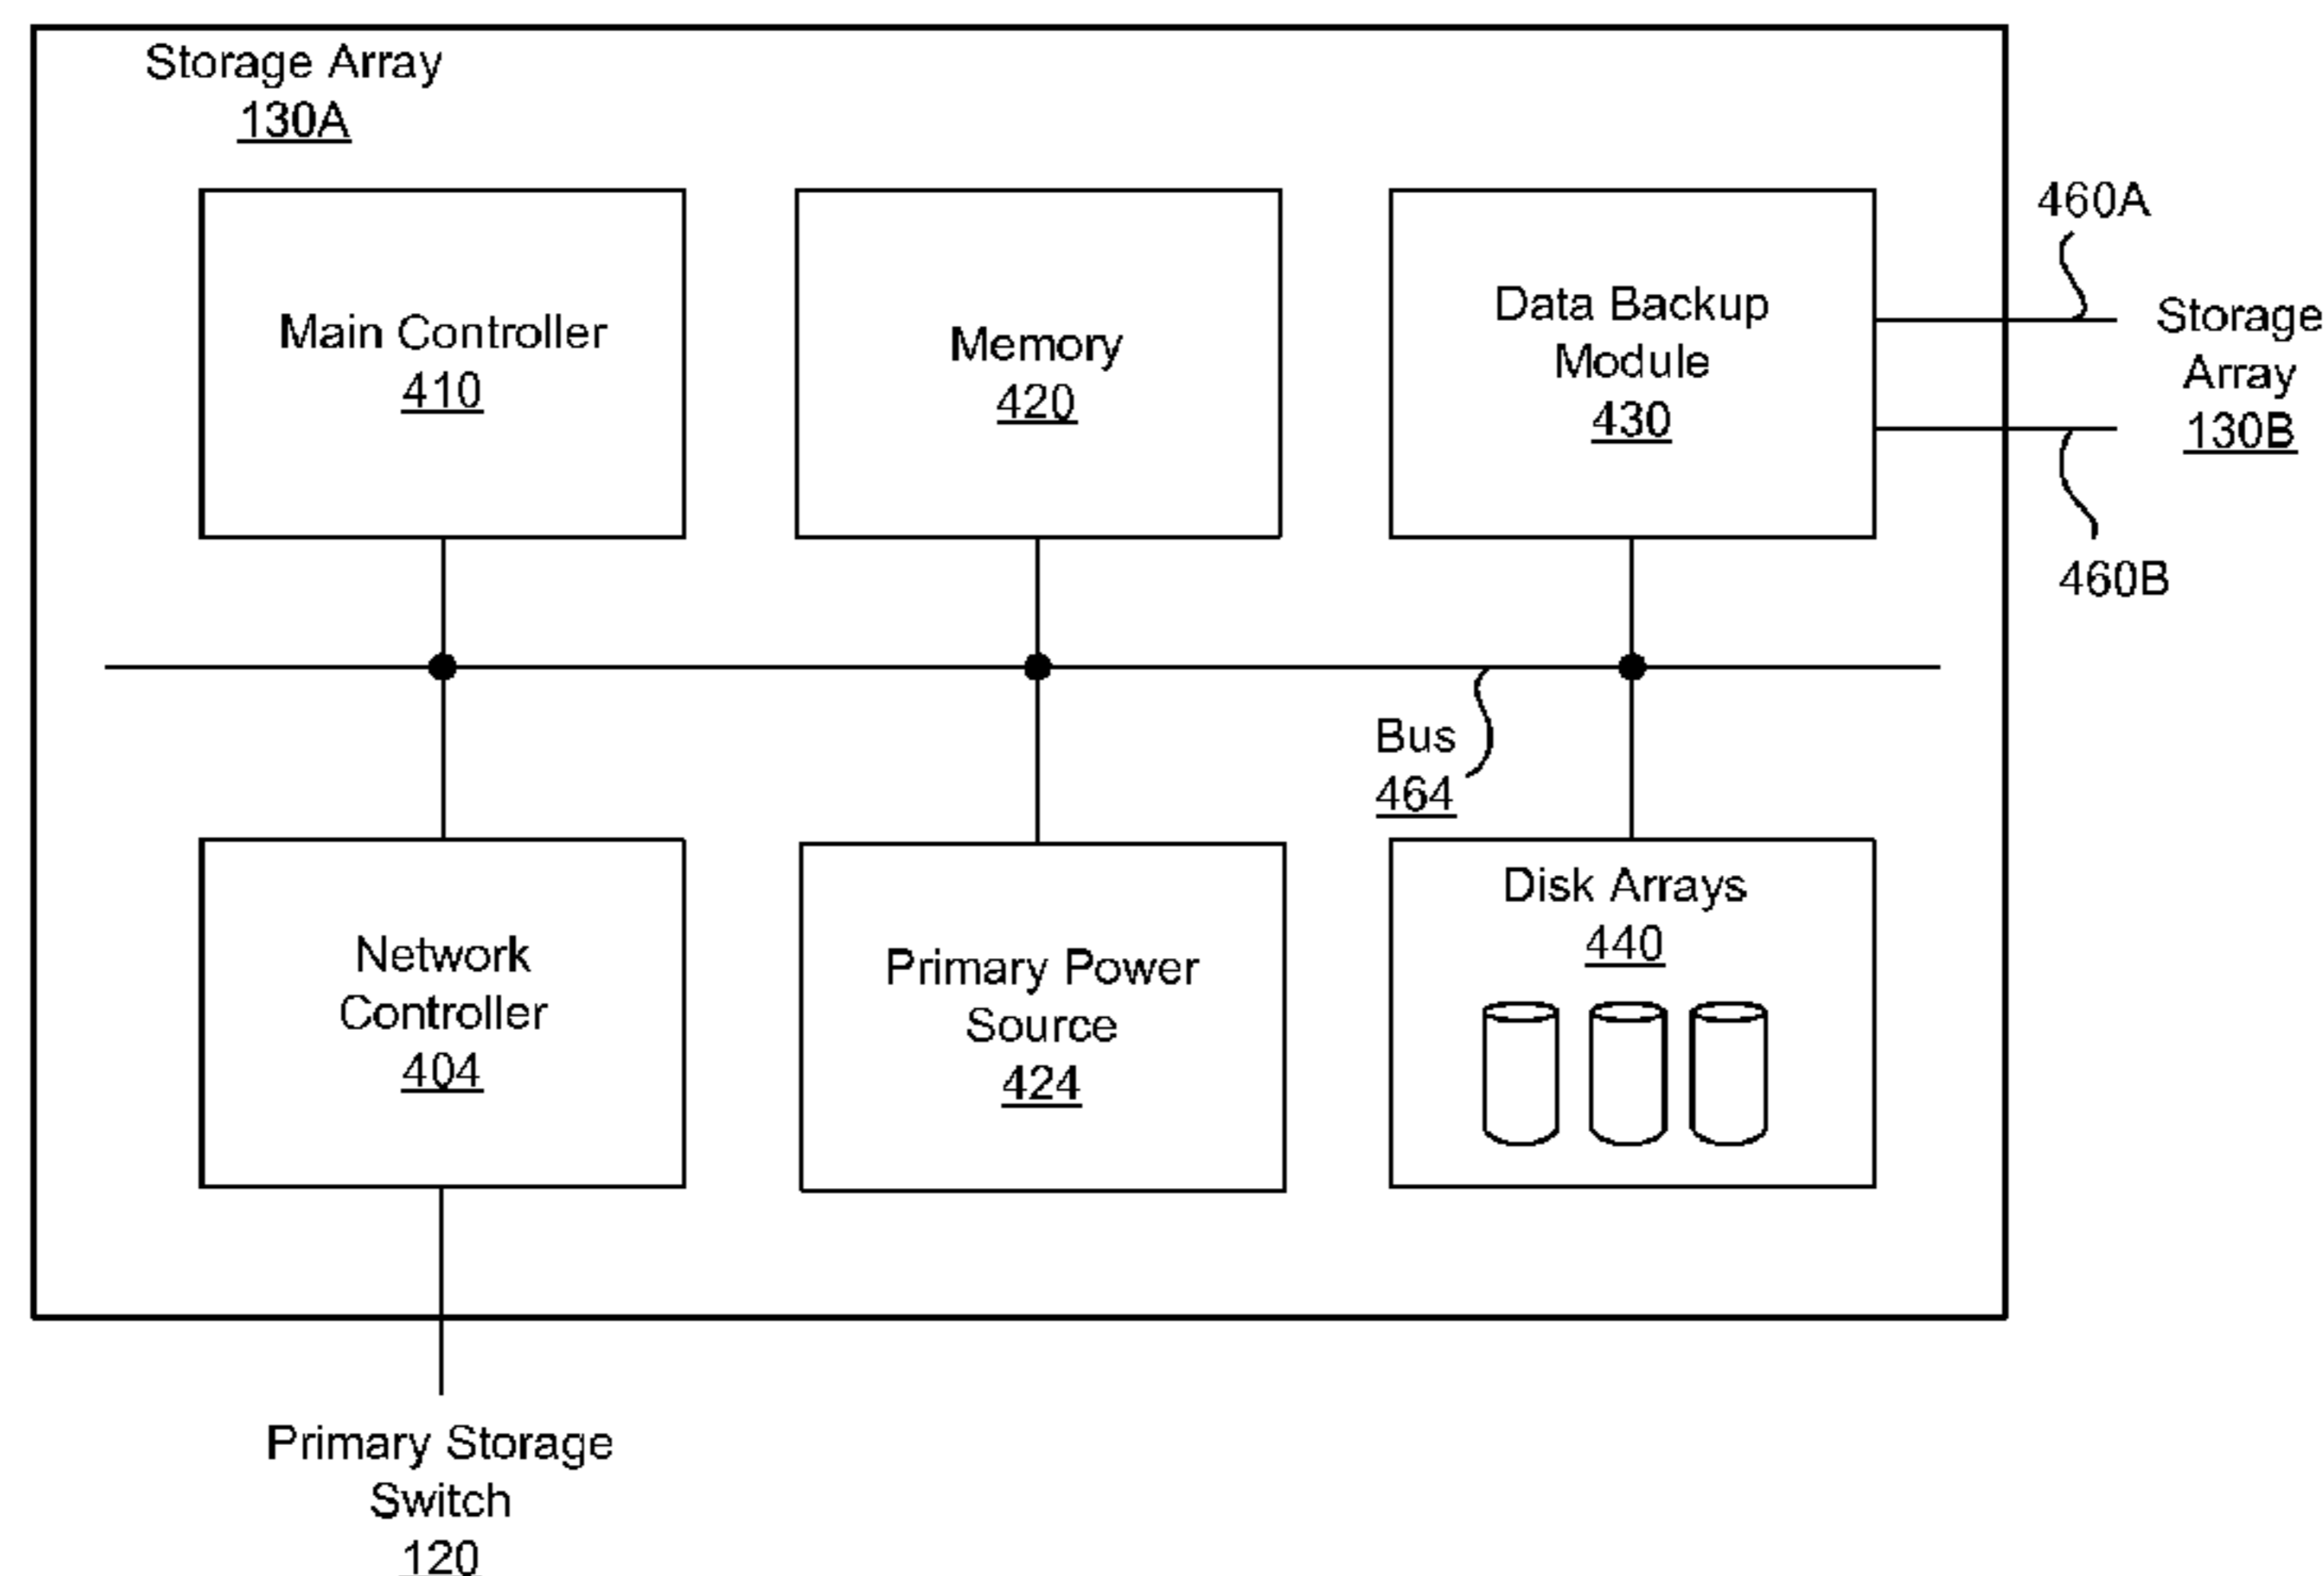 Storage Array
130A
Main Controller
410
Memory
420
Data Backup
Module
430
460A
Storage
Array
130B
460B
Bus
464
Network
Controller
404
Primary Power
Source
424
Disk Arrays
440
Primary Storage
Switch
120